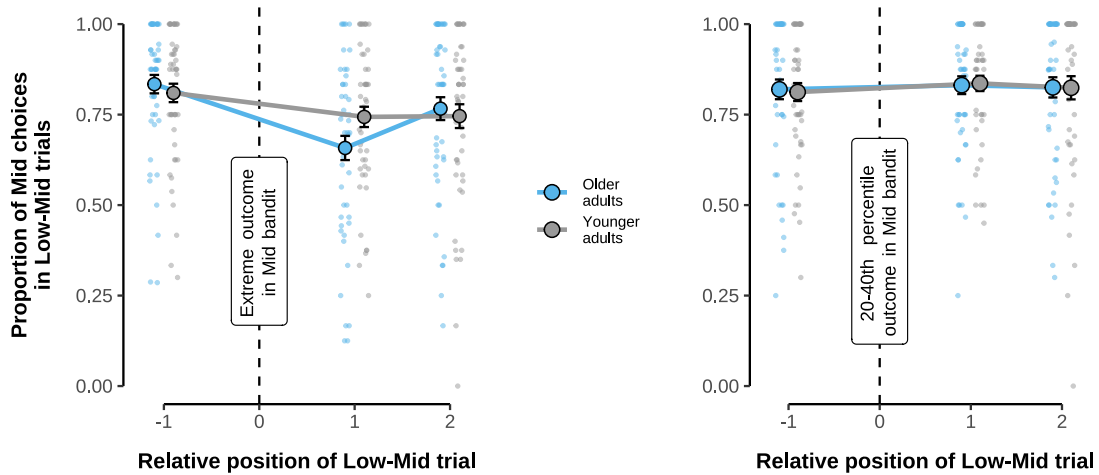 Proportion of Mid choices
in Low-Mid trials
1.00
0.75
0.50
0.25
0.00
Extreme outcome
in Mid bandit
-1
0
1
2
Relative position of Low-Mid trial
Older
adults
Younger
adults
1.00
0.75
0.50
0.25
0.00
20-40th percentile
outcome in Mid bandit
-1
0
1
2
Relative position of Low-Mid trial